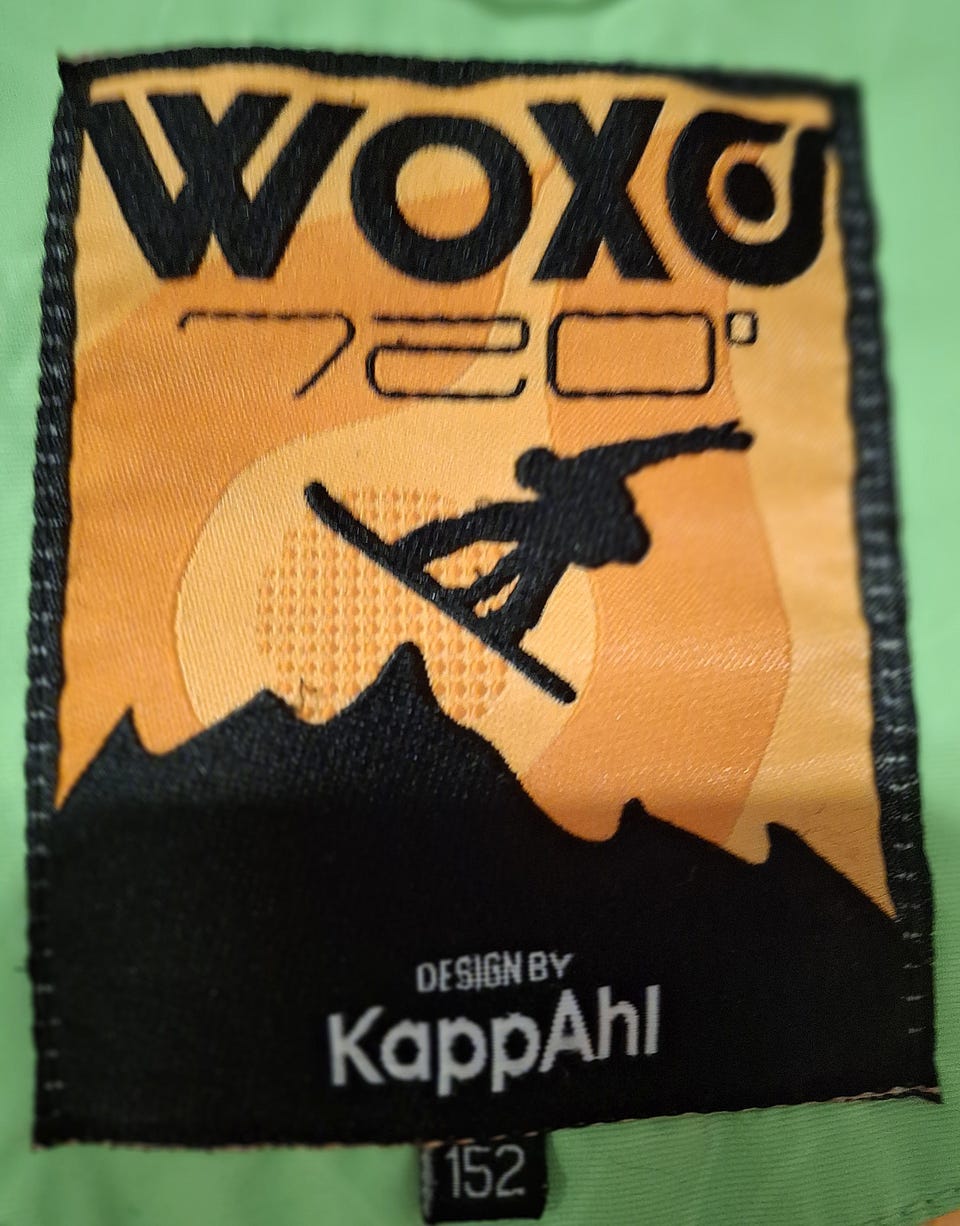 WOXO
720°
DESIGN BY
KappAhl
152